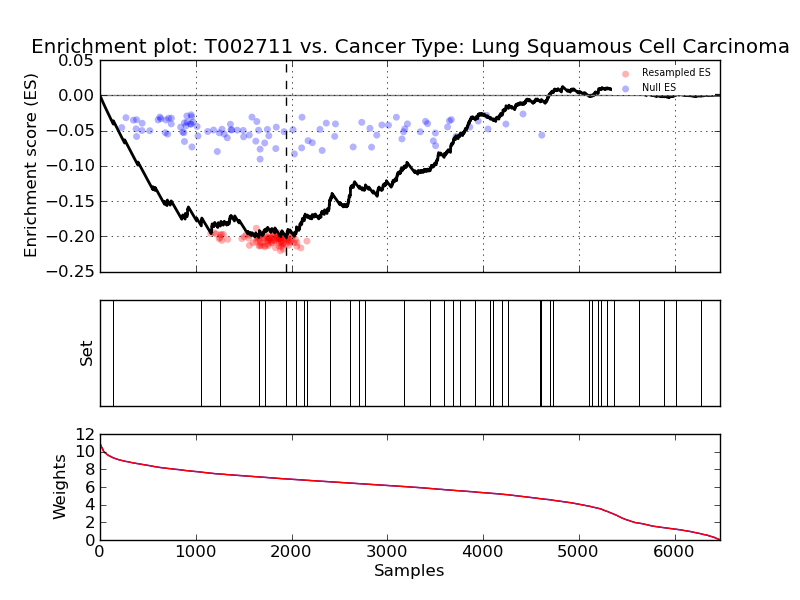 Enrichment plot: T002711 vs. Cancer Type: Lung Squamous Cell Carcinoma
Enrichment score (ES)
0.05
0.00
−0.05
−0.10
−0.15
−0.20
−0.25
Resampled ES
Null ES
Set
Weights
12
10
8
6
4
2
0
0 1000 2000 3000 4000 5000 6000
Samples